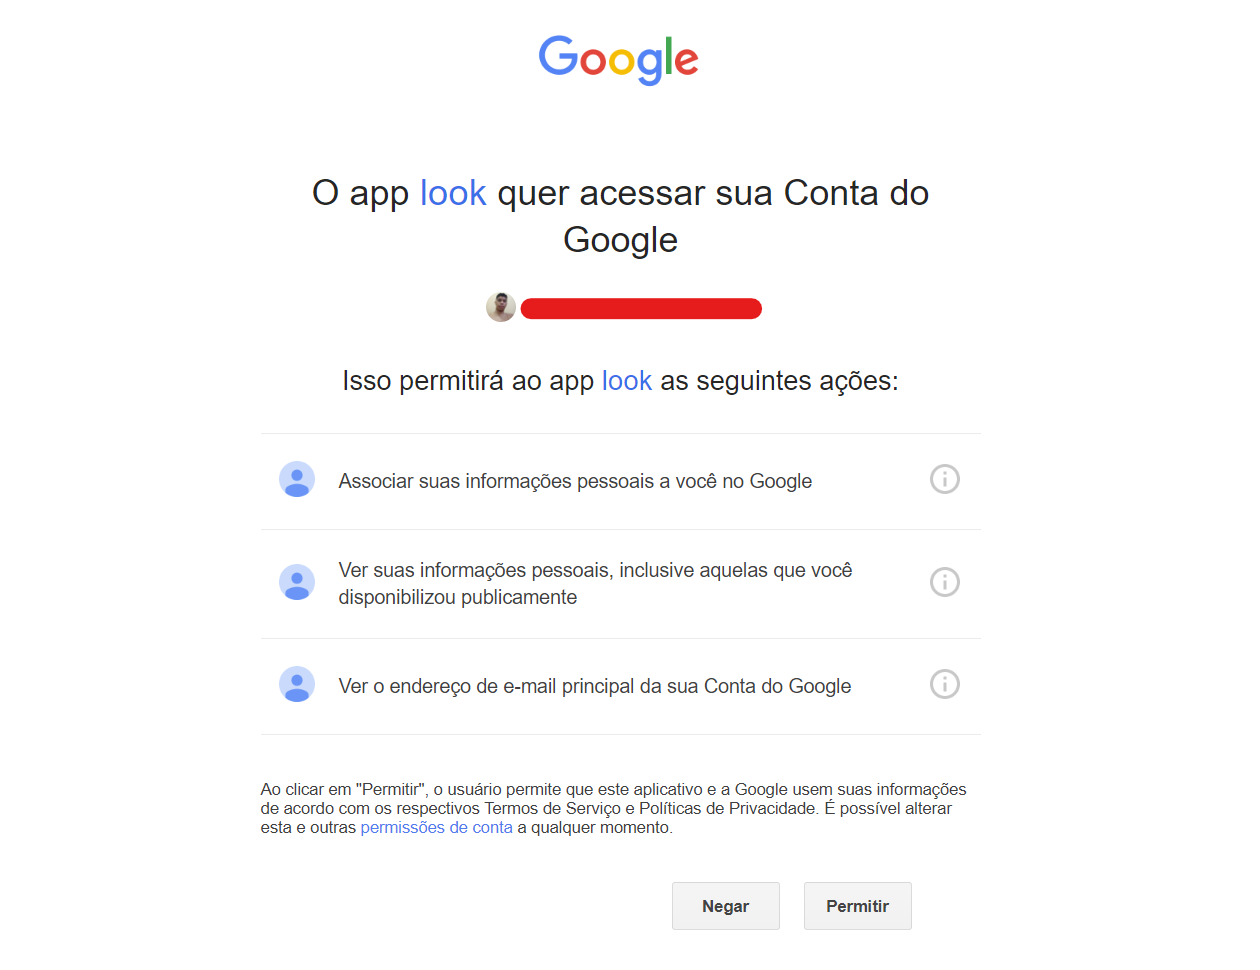 Google
O app look quer acessar sua Conta do
Google
Isso permitirá ao app look as seguintes ações:
Associar suas informações pessoais a você no Google
Ver suas informações pessoais, inclusive aquelas que você
disponibilizou publicamente
Ver o endereço de e-mail principal da sua Conta do Google
Ao clicar em "Permitir", o usuário permite que este aplicativo e a Google usem suas informações
de acordo com os respectivos Termos de Serviço e Políticas de Privacidade. É possível alterar
esta e outras permissões de conta a qualquer momento.
Negar Permitir